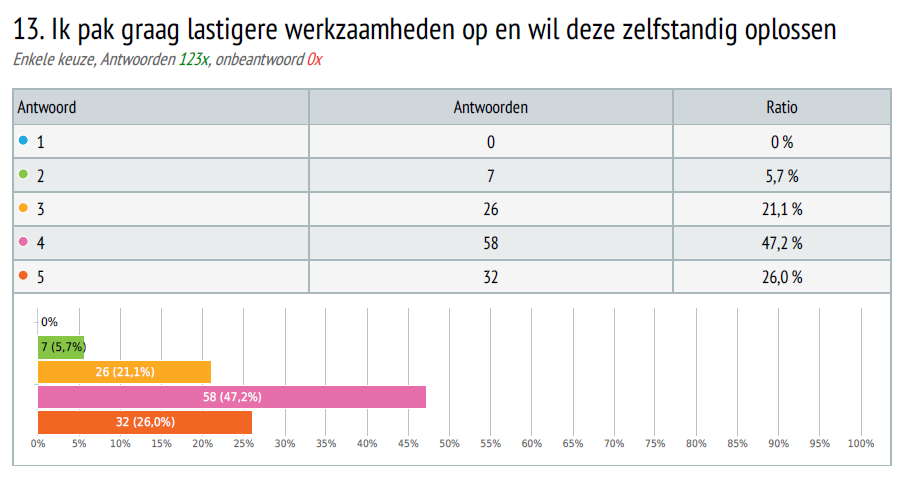 13. Ik pak graag lastigere werkzaamheden op en wil deze zelfstandig oplossen
Enkele keuze, Antwoorden 123x, onbeantwoord 0x
Antwoord Antwoorden Ratio
1 0 0 %
2 7 5,7 %
3 26 21,1 %
4 58 47,2 %
5 32 26,0 %
0%
7 (5,7%)
26 (21,1%)
58 (47,2%)
32 (26,0%)
0% 5% 10% 15% 20% 25% 30% 35% 40% 45% 50% 55% 60% 65% 70% 75% 80% 85% 90% 95% 100%